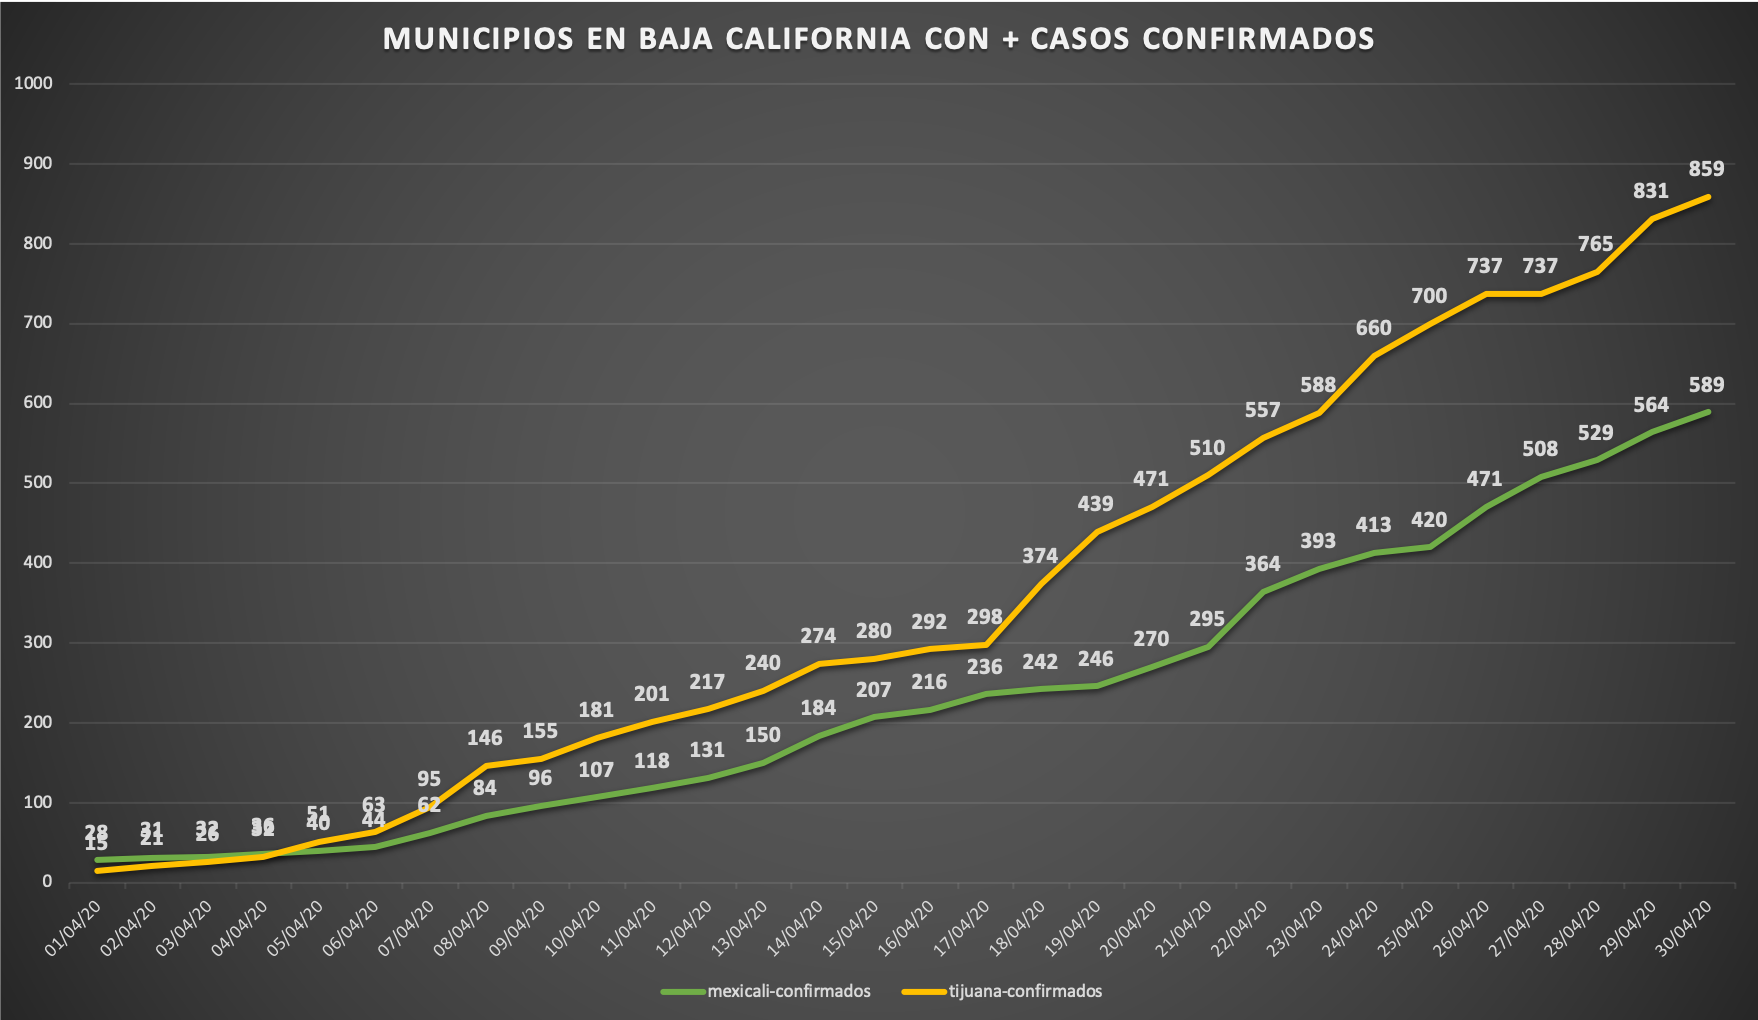 MUNICIPIOS EN BAJA CALIFORNIA CON + CASOS CONFIRMADOS
1000
900
800
700
600
500
400
300
200
100
0
15 21 26 32 51 63 95 146 155 181 201 217 240 274 280 292 298 374 439 471 510 557 588 660 700 737 737 765 831 859
28 31 32 36 40 44 62 84 96 107 118 131 150 184 207 216 236 242 246 270 295 364 393 413 420 471 508 529 564 589
01/04/20 02/04/20 03/04/20 04/04/20 05/04/20 06/04/20 07/04/20 08/04/20 09/04/20 10/04/20 11/04/20 12/04/20 13/04/20 14/04/20 15/04/20 16/04/20 17/04/20 18/04/20 19/04/20 20/04/20 21/04/20 22/04/20 23/04/20 24/04/20 25/04/20 26/04/20 27/04/20 28/04/20 29/04/20 30/04/20
mexicali-confirmados tijuana-confirmados